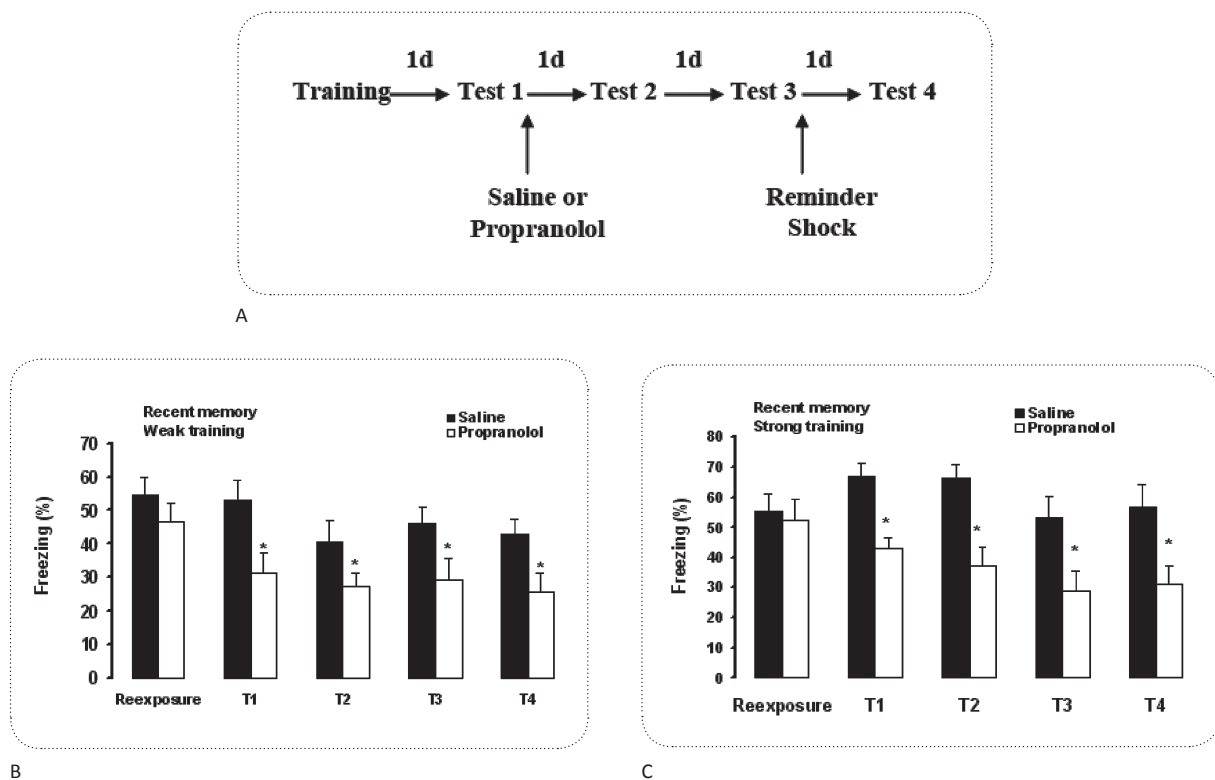 1d 1d 1d 1d
Training Test 1 Test 2 Test 3 Test 4
Saline or
Propranolol
Reminder
Shock
A
Recent memory
Weak training
Saline
Propranolol
Freezing (%)
70
60
50
40
30
20
10
0
* * * *
Reexposure T1 T2 T3 T4
B
Recent memory
Strong training
Saline
Propranolol
Freezing (%)
80
70
60
50
40
30
20
10
0
* * * *
Reexposure T1 T2 T3 T4
C